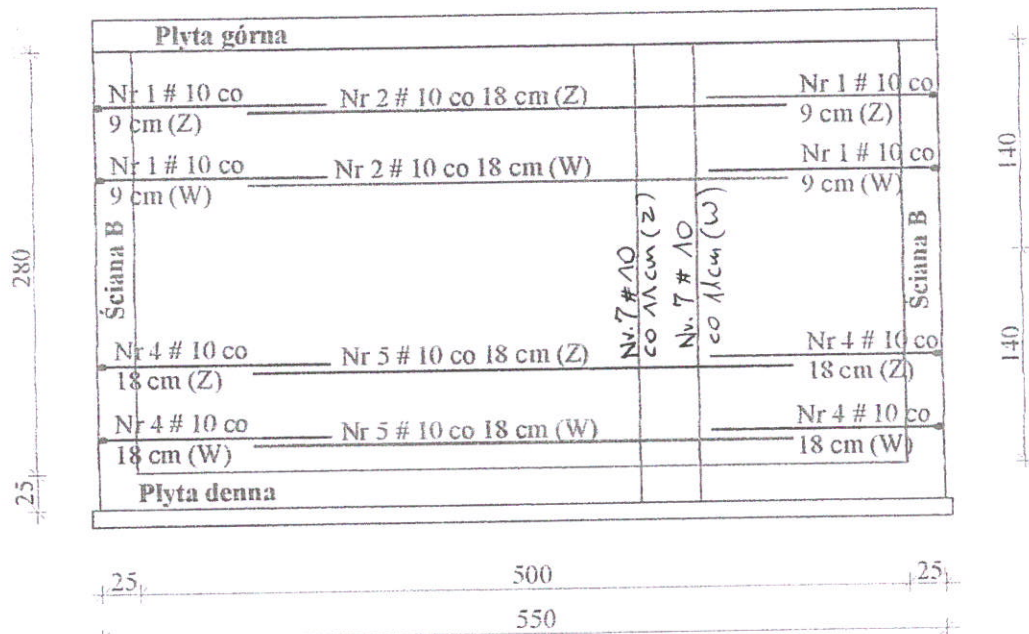 Płyta górna
Nr 1 # 10 co
9 cm (Z)
Nr 2 # 10 co 18 cm (Z)
Nr 1 # 10 co
9 cm (Z)
Nr 1 # 10 co
9 cm (W)
Nr 2 # 10 co 18 cm (W)
Nr 1 # 10 co
9 cm (W)
140
280
Ściana B
Nr. 7 # 10
co 11cm (z)
Nr. 7 # 10
co 11cm (W)
Ściana B
Nr 4 # 10 co
18 cm (Z)
Nr 5 # 10 co 18 cm (Z)
Nr 4 # 10 co
18 cm (Z)
140
Nr 4 # 10 co
18 cm (W)
Nr 5 # 10 co 18 cm (W)
Nr 4 # 10 co
18 cm (W)
25
Płyta denna
25
500
25
550